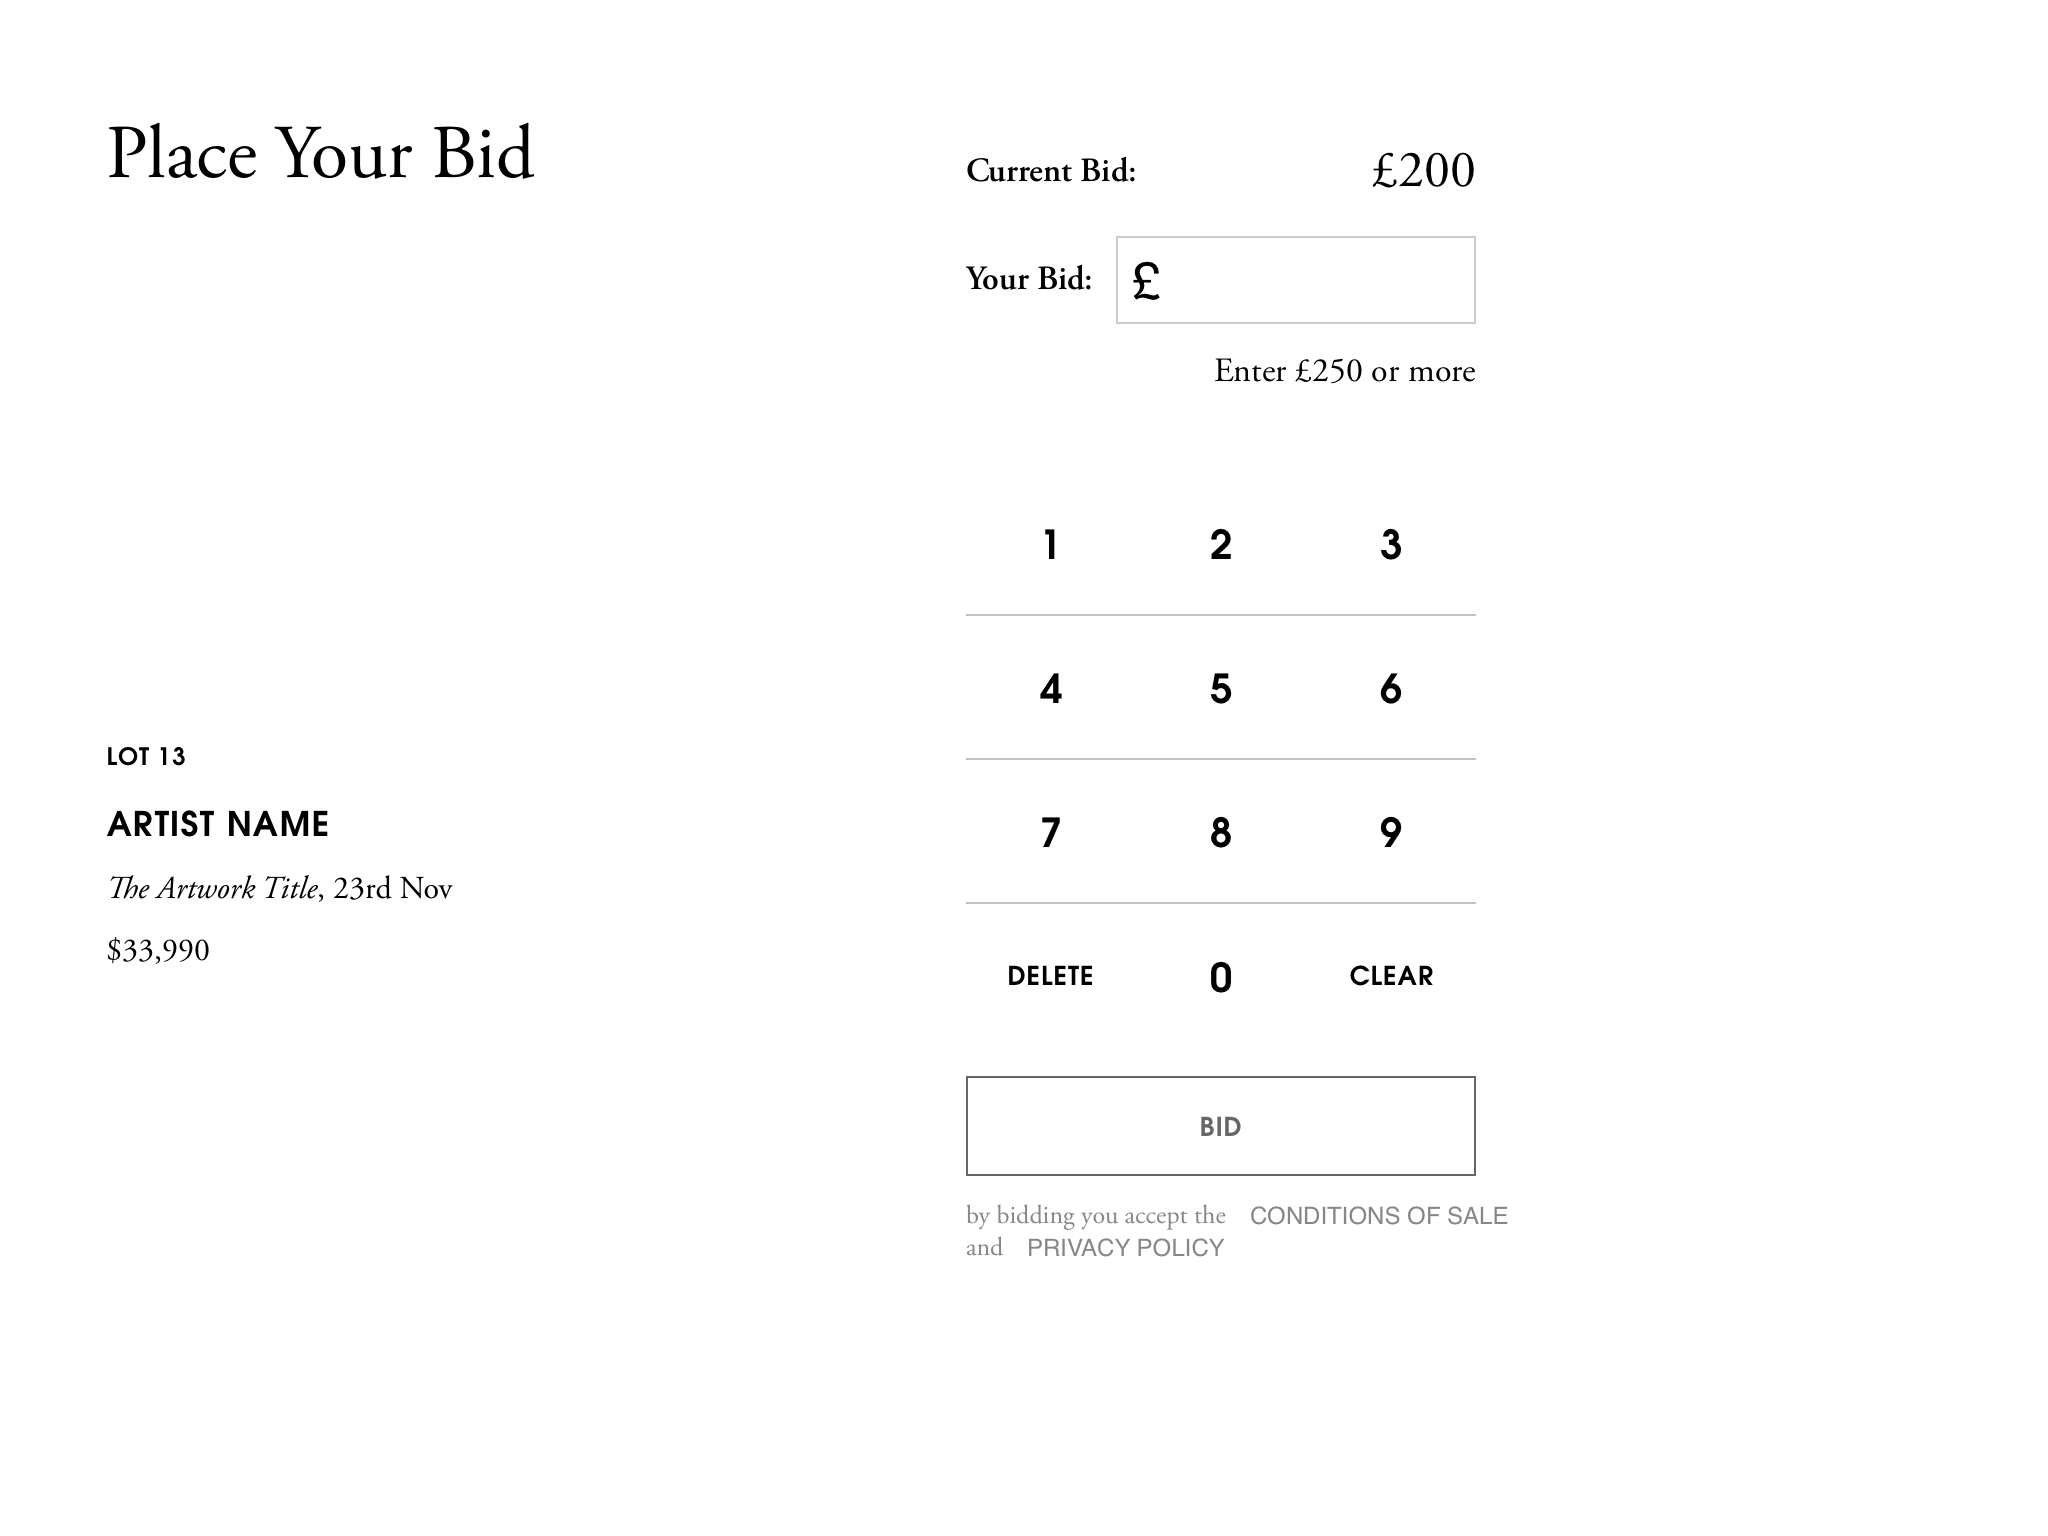 Place Your Bid
Current Bid: £200
Your Bid: £
Enter £250 or more
1 2 3
4 5 6
LOT 13
ARTIST NAME
7 8 9
The Artwork Title, 23rd Nov
$33,990
DELETE 0 CLEAR
BID
by bidding you accept the CONDITIONS OF SALE
and PRIVACY POLICY